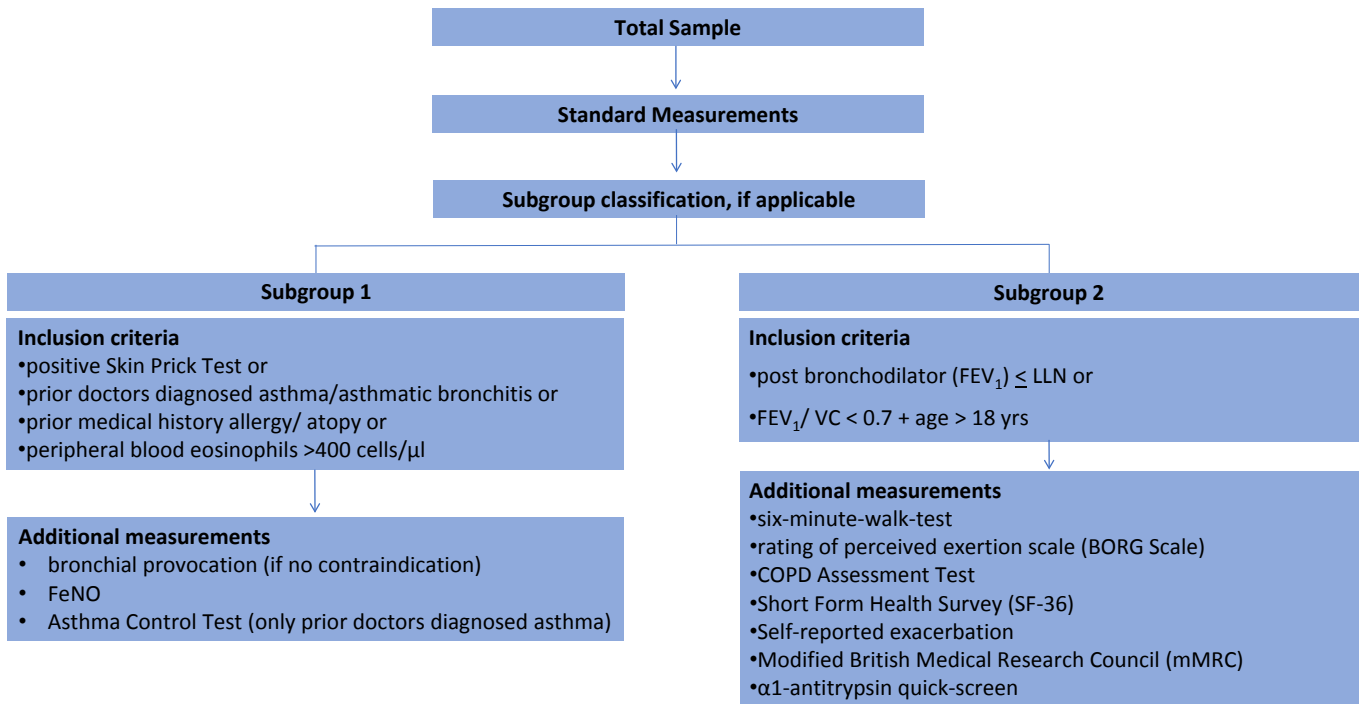 Total Sample
Standard Measurements
Subgroup classification, if applicable
Subgroup 1
Inclusion criteria
•positive Skin Prick Test or
•prior doctors diagnosed asthma/asthmatic bronchitis or
•prior medical history allergy/ atopy or
•peripheral blood eosinophils >400 cells/µl
Additional measurements
• bronchial provocation (if no contraindication)
• FeNO
• Asthma Control Test (only prior doctors diagnosed asthma)
Subgroup 2
Inclusion criteria
•post bronchodilator (FEV₁) ≤ LLN or
•FEV₁/ VC < 0.7 + age > 18 yrs
Additional measurements
•six-minute-walk-test
•rating of perceived exertion scale (BORG Scale)
•COPD Assessment Test
•Short Form Health Survey (SF-36)
•Self-reported exacerbation
•Modified British Medical Research Council (mMRC)
•α1-antitrypsin quick-screen